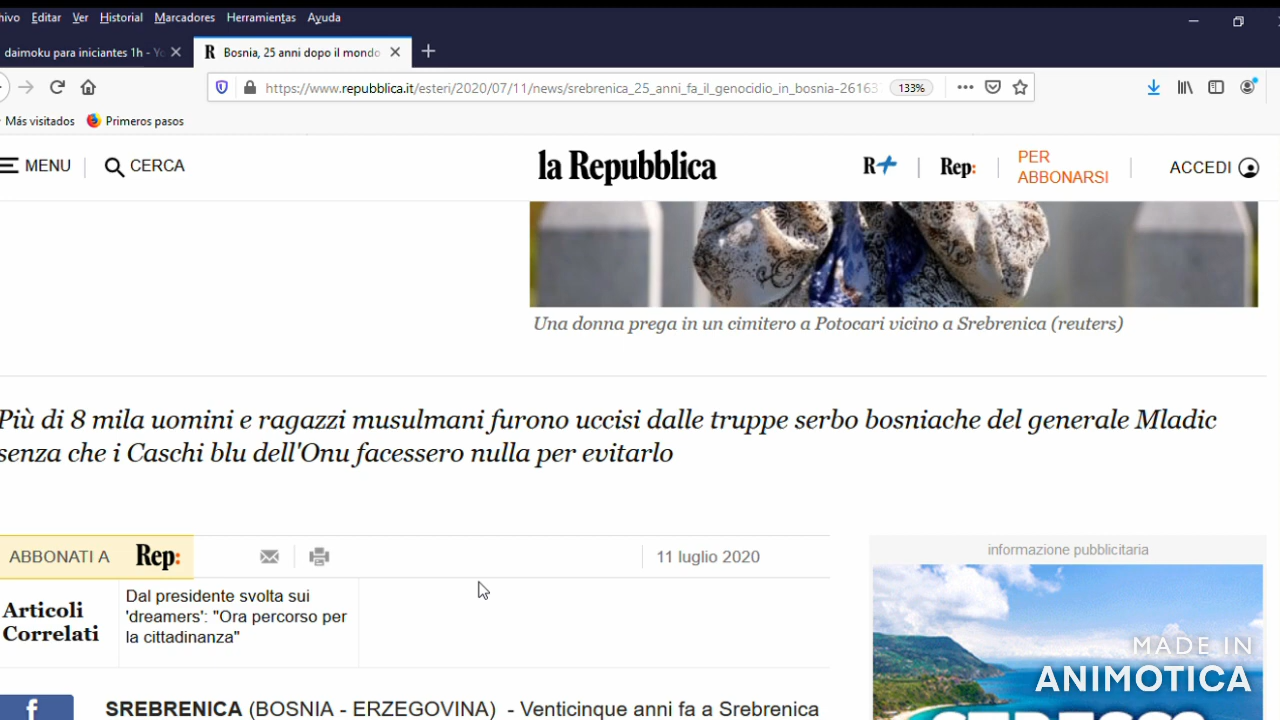 hivo Editar Ver Historial Marcadores Herramientas Ayuda
daimoku para iniciantes 1h - Yo
R Bosnia, 25 anni dopo il mondo
https://www.repubblica.it/esteri/2020/07/11/news/srebrenica_25_anni_fa_il_genocidio_in_bosnia-26163
133%
Más visitados Primeros pasos
MENU CERCA
la Repubblica
R+ Rep: PER ABBONARSI ACCEDI
Una donna prega in un cimitero a Potocari vicino a Srebrenica (reuters)
Più di 8 mila uomini e ragazzi musulmani furono uccisi dalle truppe serbo bosniache del generale Mladic
senza che i Caschi blu dell'Onu facessero nulla per evitarlo
ABBONATI A Rep:
11 luglio 2020
informazione pubblicitaria
Articoli
Correlati
Dal presidente svolta sui
'dreamers': "Ora percorso per
la cittadinanza"
f
SREBRENICA (BOSNIA - ERZEGOVINA) - Venticinque anni fa a Srebrenica
MADE IN
ANIMOTICA